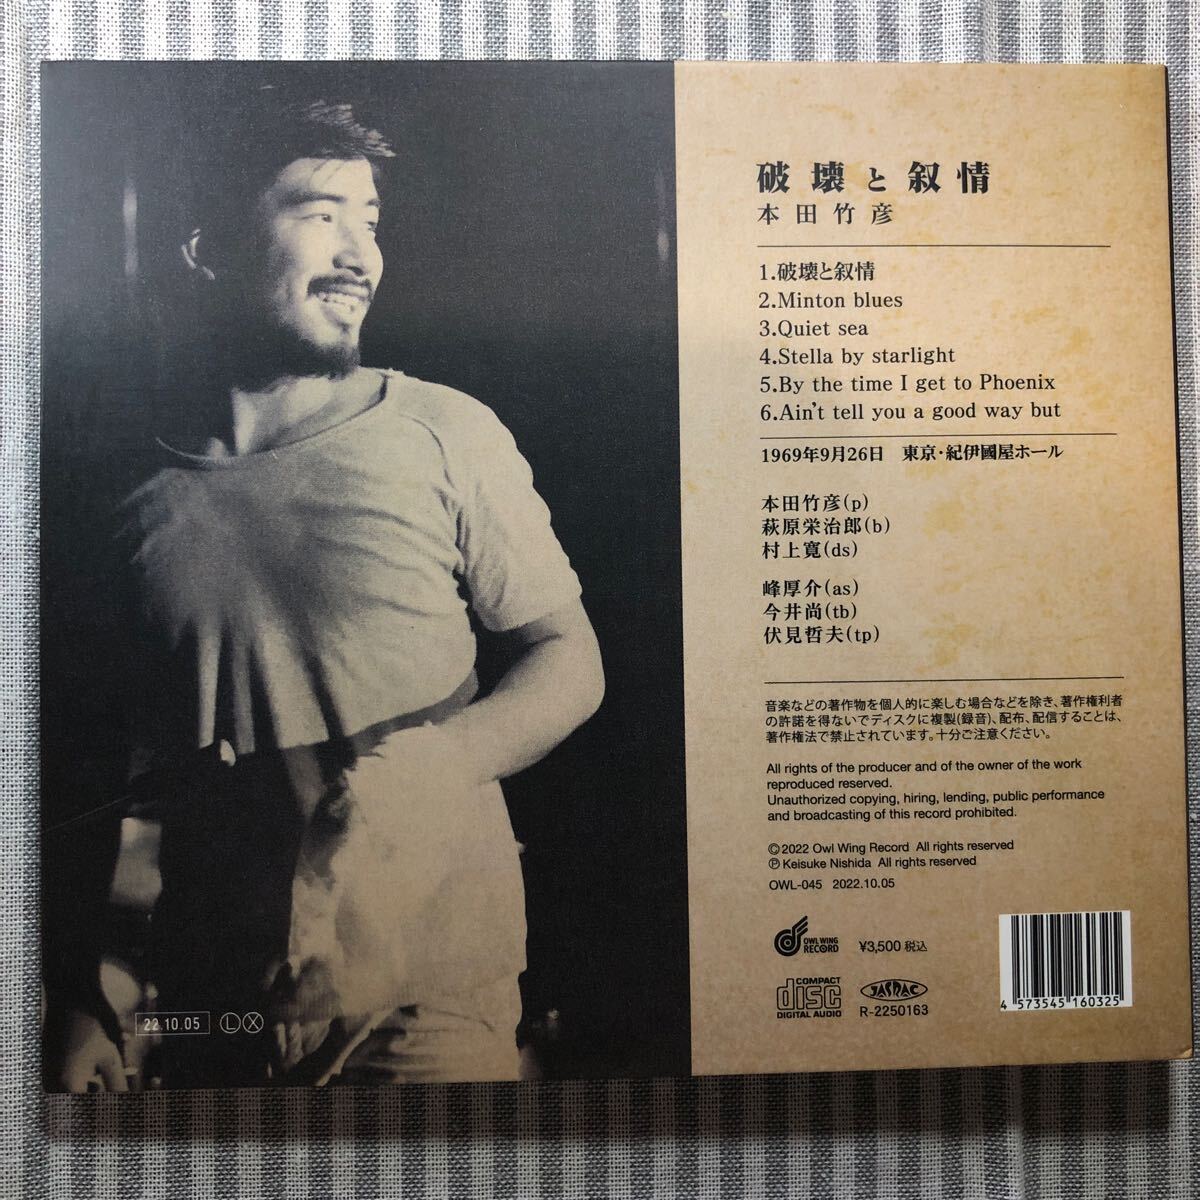 破壊と叙情
本田竹彦
1.破壊と叙情
2.Minton blues
3.Quiet sea
4.Stella by starlight
5.By the time I get to Phoenix
6.Ain't tell you a good way but
1969年9月26日　東京・紀伊國屋ホール
本田竹彦(p)
萩原栄治郎(b)
村上寛(ds)
峰厚介(as)
今井尚(tb)
伏見哲夫(tp)
音楽などの著作物を個人的に楽しむ場合などを除き、著作権利者
の許諾を得ないでディスクに複製(録音)、配布、配信することは、
著作権法で禁止されています。十分ご注意ください。
All rights of the producer and of the owner of the work
reproduced reserved.
Unauthorized copying, hiring, lending, public performance
and broadcasting of this record prohibited.
Ⓒ2022 Owl Wing Record All rights reserved
Ⓟ Keisuke Nishida All rights reserved
OWL-045 2022.10.05
OWL WING
RECORD
¥3,500 税込
COMPACT
disc
DIGITAL AUDIO
JASRAC
R-2250163
4 573545 160325
22.10.05 Ⓛ Ⓧ